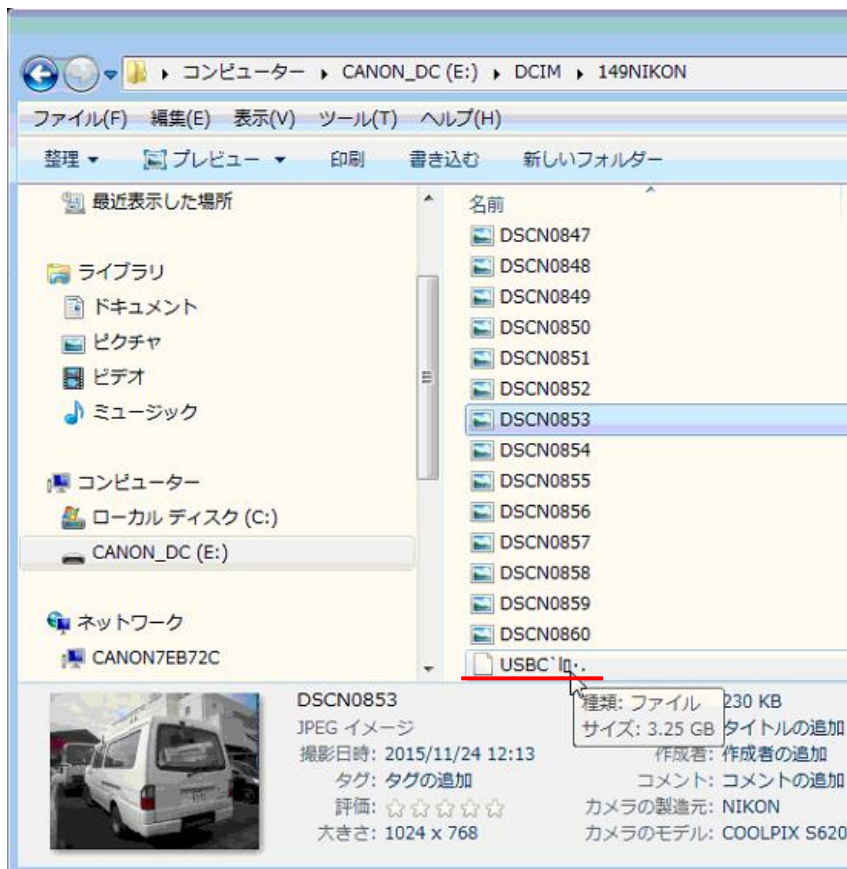 コンピューター ▸ CANON_DC (E:) ▸ DCIM ▸ 149NIKON
ファイル(F) 編集(E) 表示(V) ツール(T) ヘルプ(H)
整理 ▼ プレビュー ▼ 印刷 書き込む 新しいフォルダー
最近表示した場所
ライブラリ
ドキュメント
ピクチャ
ビデオ
ミュージック
コンピューター
ローカル ディスク (C:)
CANON_DC (E:)
ネットワーク
CANON7EB72C
名前
DSCN0847
DSCN0848
DSCN0849
DSCN0850
DSCN0851
DSCN0852
DSCN0853
DSCN0854
DSCN0855
DSCN0856
DSCN0857
DSCN0858
DSCN0859
DSCN0860
種類: ファイル
サイズ: 3.25 GB
DSCN0853
JPEG イメージ
撮影日時: 2015/11/24 12:13
タグ: タグの追加
評価: ☆☆☆☆☆
大きさ: 1024 x 768
230 KB
タイトルの追加
作成者: 作成者の追加
コメント: コメントの追加
カメラの製造元: NIKON
カメラのモデル: COOLPIX S620